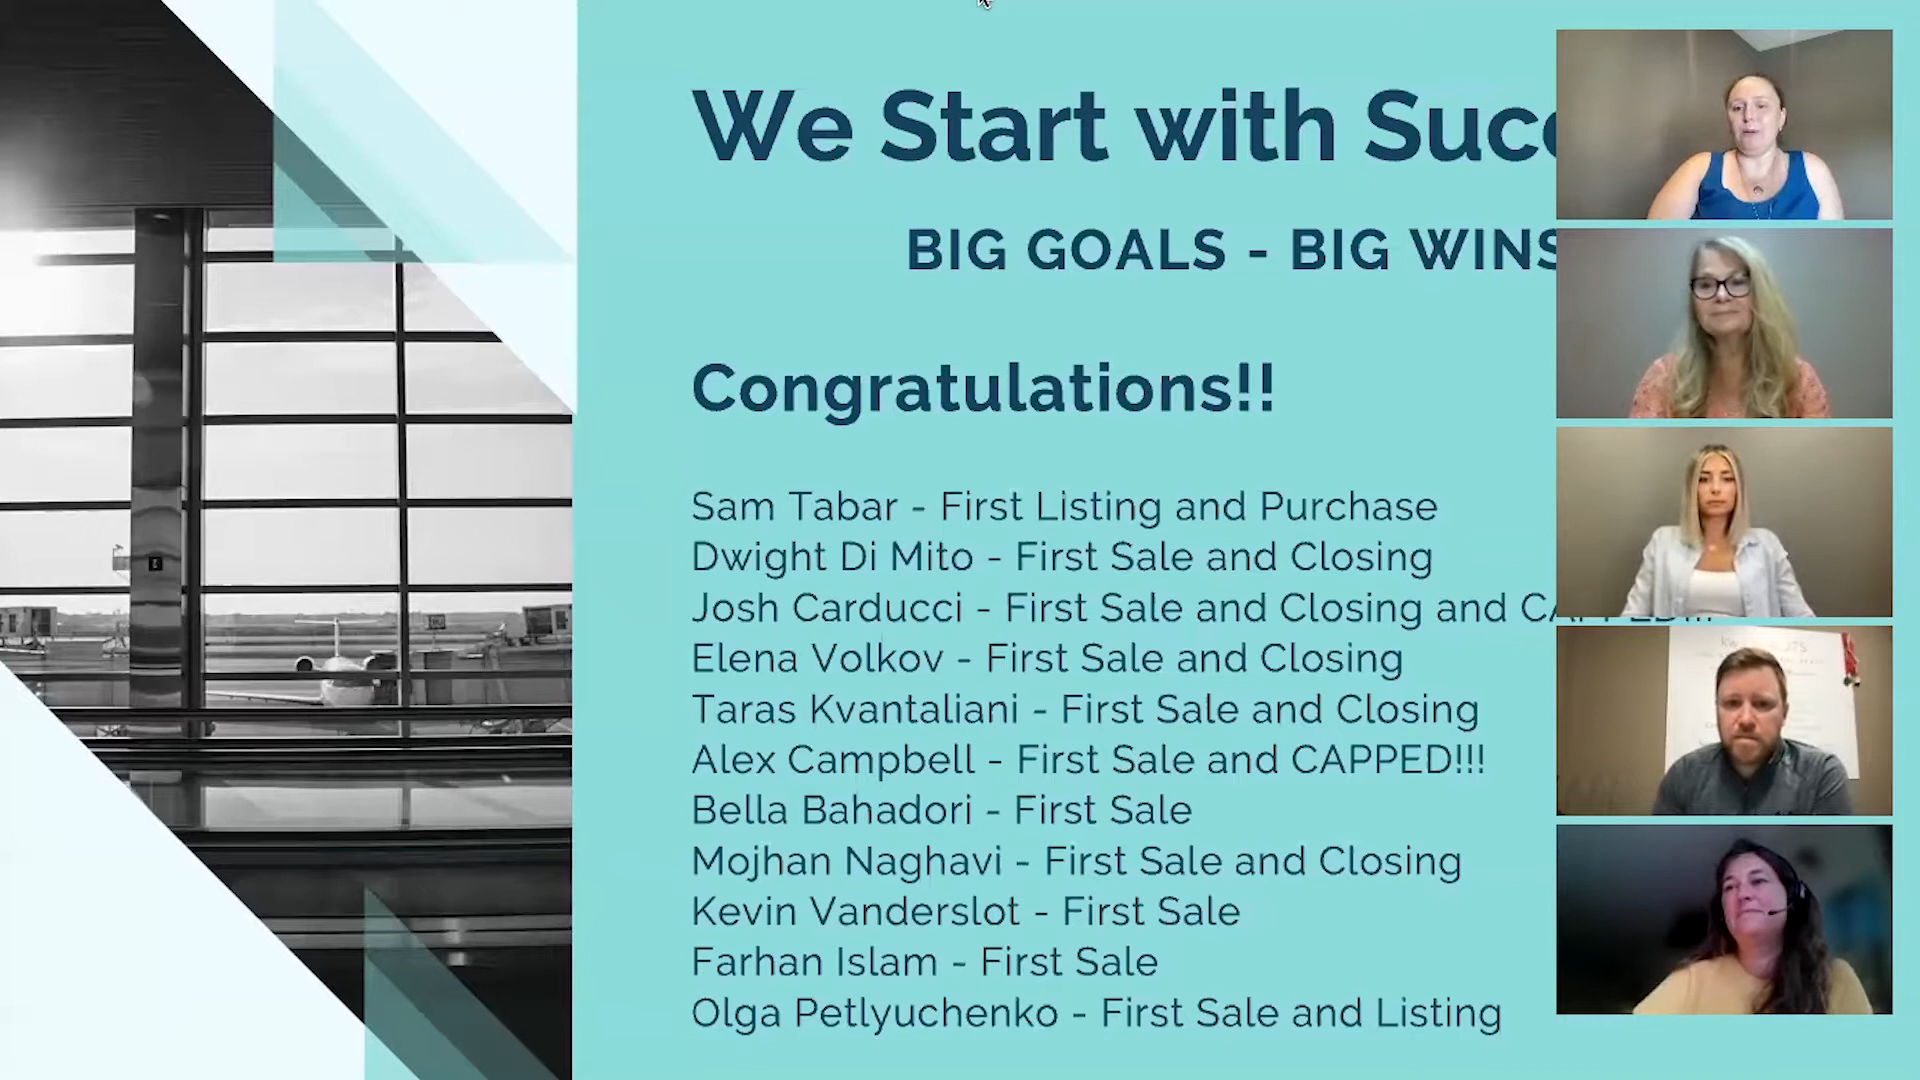 We Start with Succ
BIG GOALS - BIG WINS
Congratulations!!
Sam Tabar - First Listing and Purchase
Dwight Di Mito - First Sale and Closing
Josh Carducci - First Sale and Closing and CAPPED!!!
Elena Volkov - First Sale and Closing
Taras Kvantaliani - First Sale and Closing
Alex Campbell - First Sale and CAPPED!!!
Bella Bahadori - First Sale
Mojhan Naghavi - First Sale and Closing
Kevin Vanderslot - First Sale
Farhan Islam - First Sale
Olga Petlyuchenko - First Sale and Listing